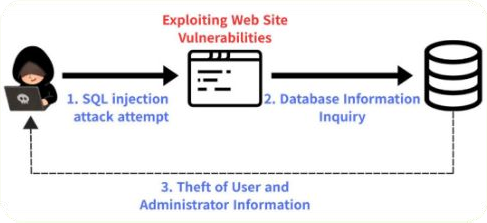 Exploiting Web Site
Vulnerabilities
1. SQL injection
attack attempt
2. Database Information
Inquiry
3. Theft of User and
Administrator Information